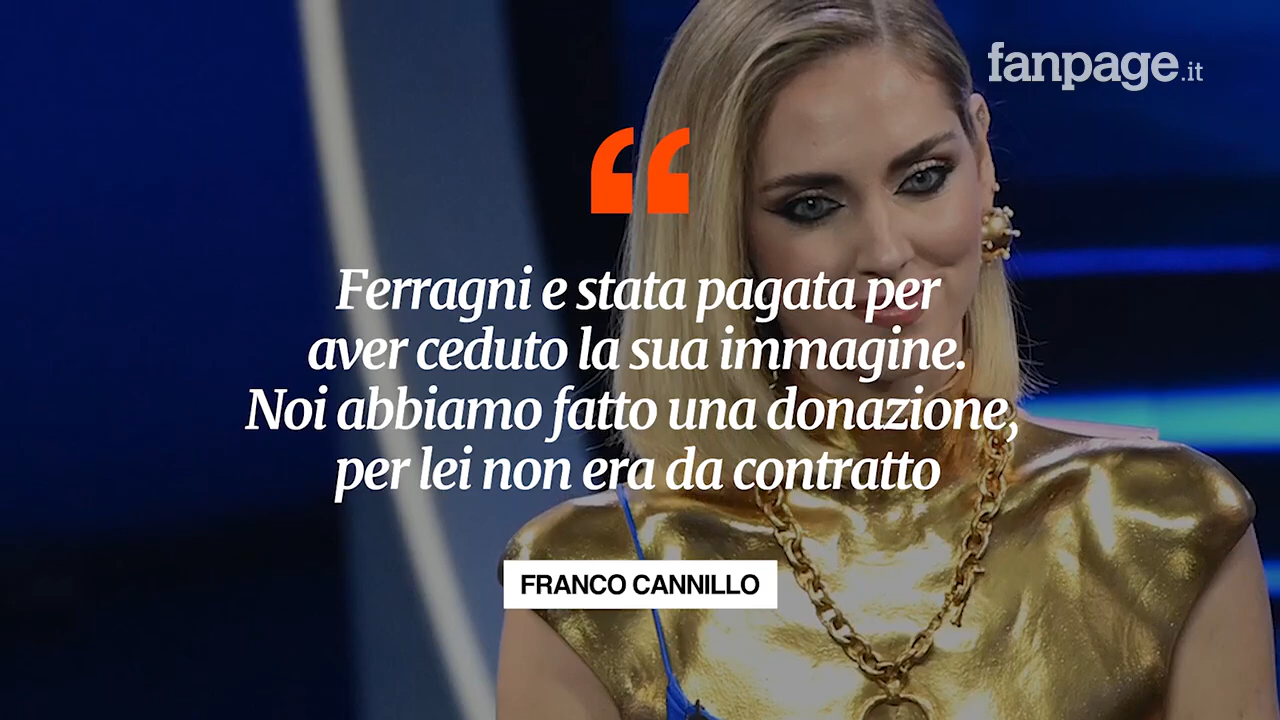 fanpage.it
“
Ferragni e stata pagata per
aver ceduto la sua immagine.
Noi abbiamo fatto una donazione,
per lei non era da contratto
FRANCO CANNILLO